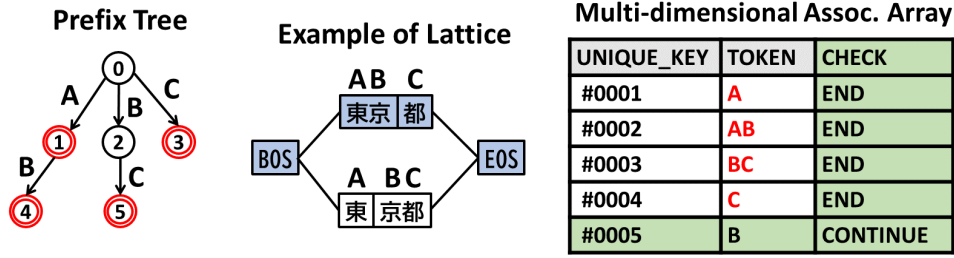 Prefix Tree
0
A
B
C
1
2
3
B
C
4
5
Example of Lattice
AB C
東京 都
BOS
EOS
A BC
東 京都
Multi-dimensional Assoc. Array
UNIQUE_KEY TOKEN CHECK
#0001 A END
#0002 AB END
#0003 BC END
#0004 C END
#0005 B CONTINUE